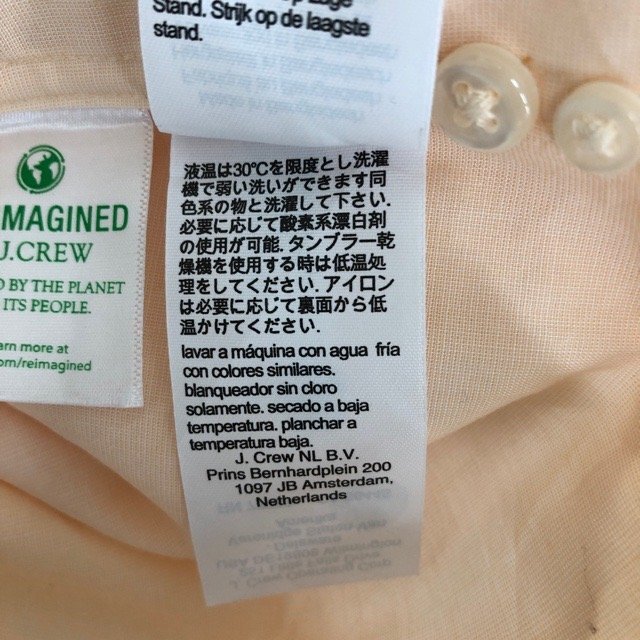 Stand. Strijk op de laagste
stand.
IMAGINED
J.CREW
BY THE PLANET
ITS PEOPLE.
more at
com/reimagined
液温は30℃を限度とし洗濯
機で弱い洗いができます同
色系の物と洗濯して下さい.
必要に応じて酸素系漂白剤
の使用が可能. タンブラー乾
燥機を使用する時は低温処
理をしてください. アイロン
は必要に応じて裏面から低
温かけてください.
lavar a máquina con agua fría
con colores similares.
blanqueador sin cloro
solamente. secado a baja
temperatura. planchar a
temperatura baja.
J. Crew NL B.V.
Prins Bernhardplein 200
1097 JB Amsterdam,
Netherlands